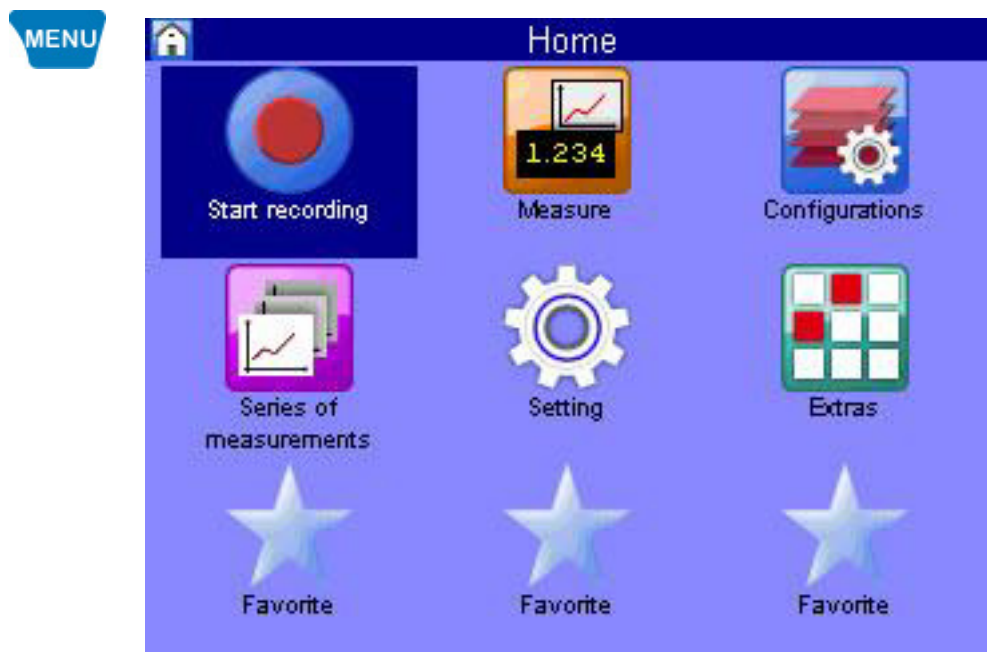 MENU
Home
1.234
Start recording
Measure
Configurations
Series of
measurements
Setting
Extras
Favorite
Favorite
Favorite